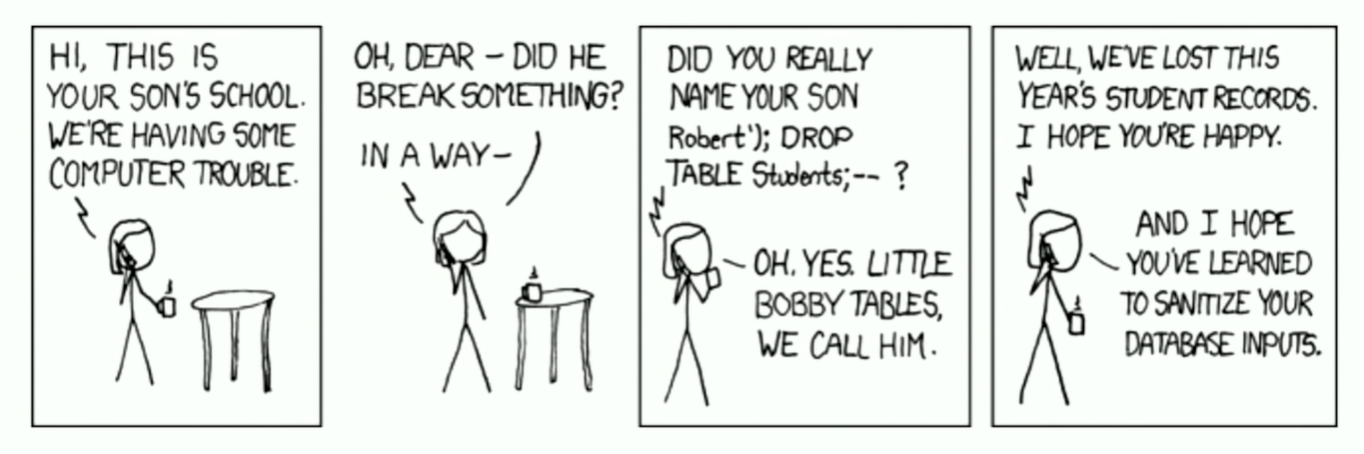 HI, THIS IS
YOUR SON'S SCHOOL.
WE'RE HAVING SOME
COMPUTER TROUBLE.
OH, DEAR – DID HE
BREAK SOMETHING?
IN A WAY–
DID YOU REALLY
NAME YOUR SON
Robert'); DROP
TABLE Students;-- ?
OH. YES. LITTLE
BOBBY TABLES,
WE CALL HIM.
WELL, WE'VE LOST THIS
YEAR'S STUDENT RECORDS.
I HOPE YOU'RE HAPPY.
AND I HOPE
YOU'VE LEARNED
TO SANITIZE YOUR
DATABASE INPUTS.